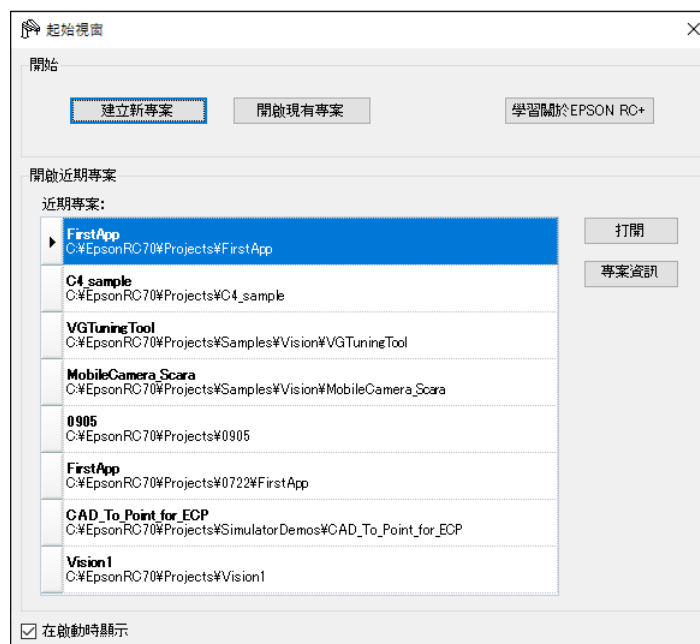 起始視窗
開始
建立新專案 開啟現有專案 學習關於EPSON RC+
開啟近期專案
近期專案:
打開
專案資訊
FirstApp
C:¥EpsonRC70¥Projects¥FirstApp
C4_sample
C:¥EpsonRC70¥Projects¥C4_sample
VGTuningTool
C:¥EpsonRC70¥Projects¥Samples¥Vision¥VGTuningTool
MobileCamera_Scara
C:¥EpsonRC70¥Projects¥Samples¥Vision¥MobileCamera_Scara
0905
C:¥EpsonRC70¥Projects¥0905
FirstApp
C:¥EpsonRC70¥Projects¥0722¥FirstApp
CAD_To_Point_for_ECP
C:¥EpsonRC70¥Projects¥SimulatorDemos¥CAD_To_Point_for_ECP
Vision1
C:¥EpsonRC70¥Projects¥Vision1
在啟動時顯示